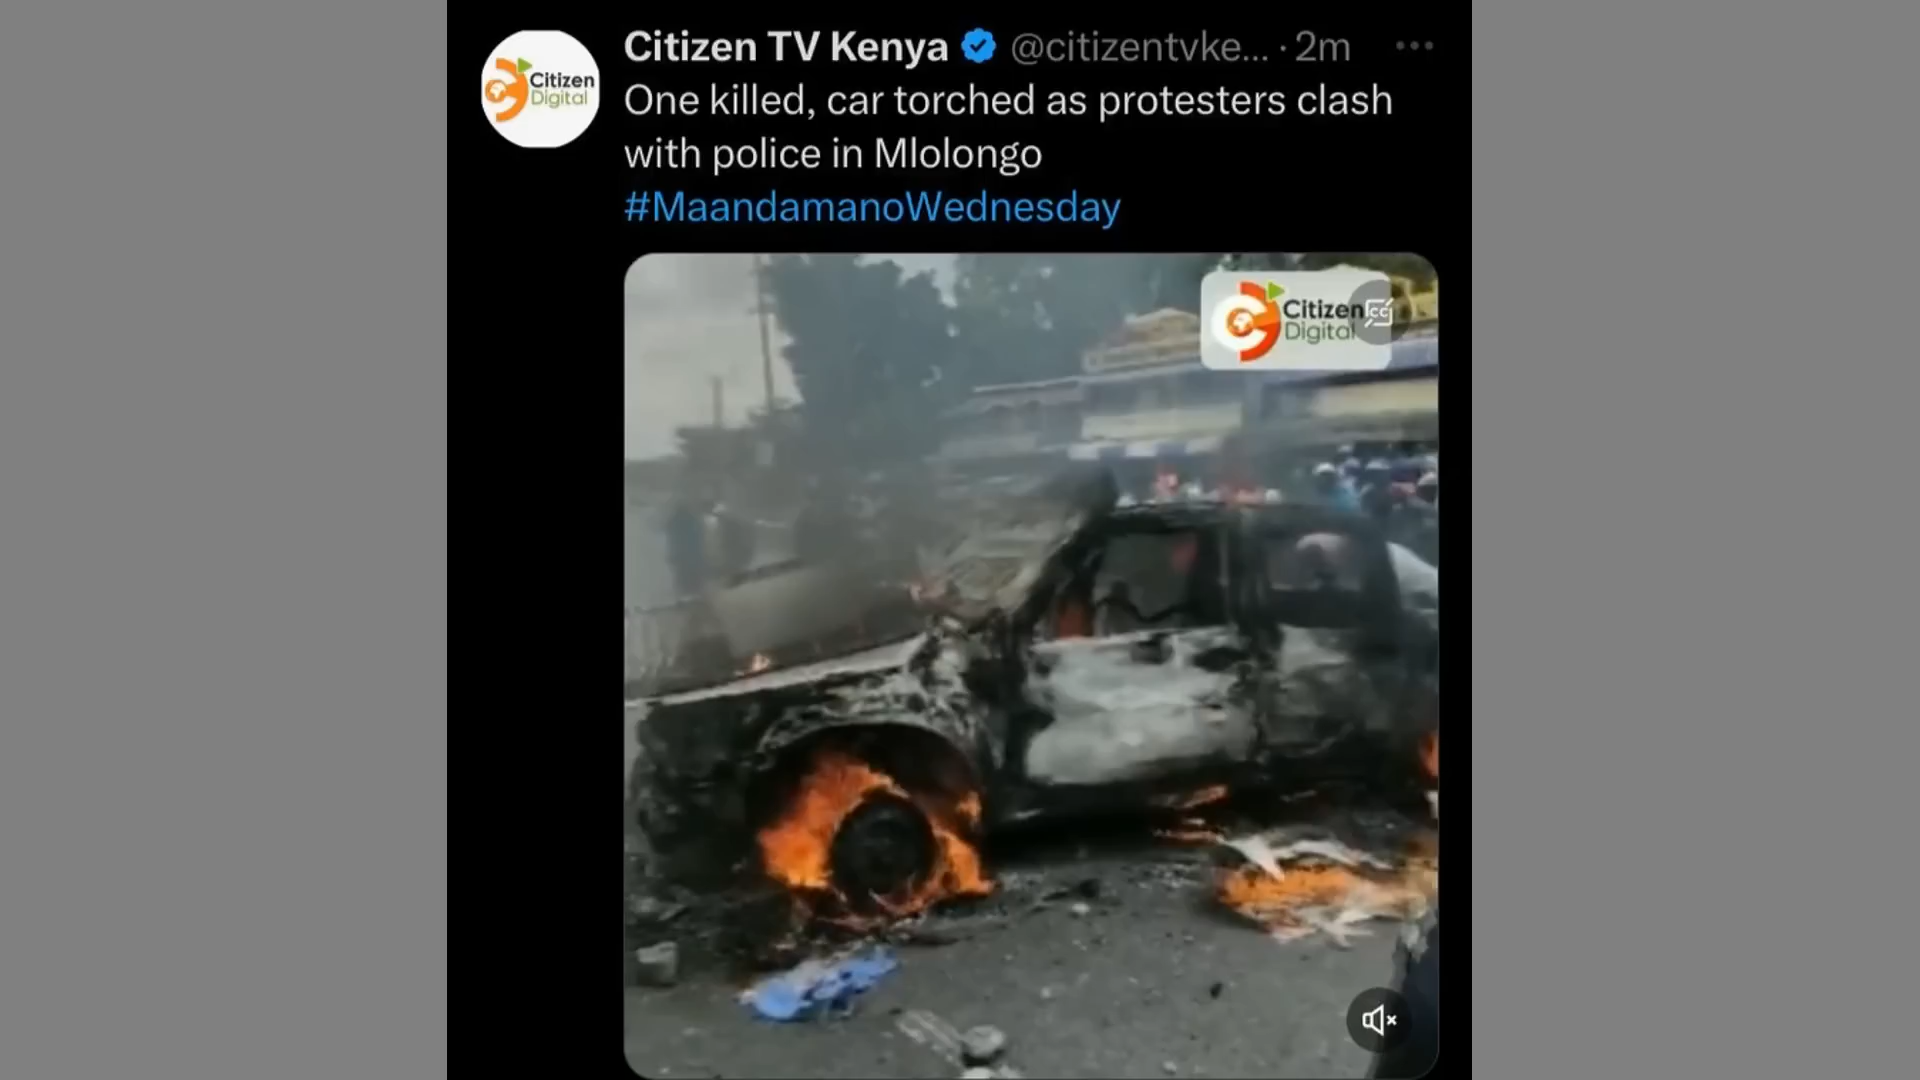 Citizen TV Kenya @citizentvke... · 2m
Citizen
Digital
One killed, car torched as protesters clash
with police in Mlolongo
#MaandamanoWednesday
Citizen
Digital
CC